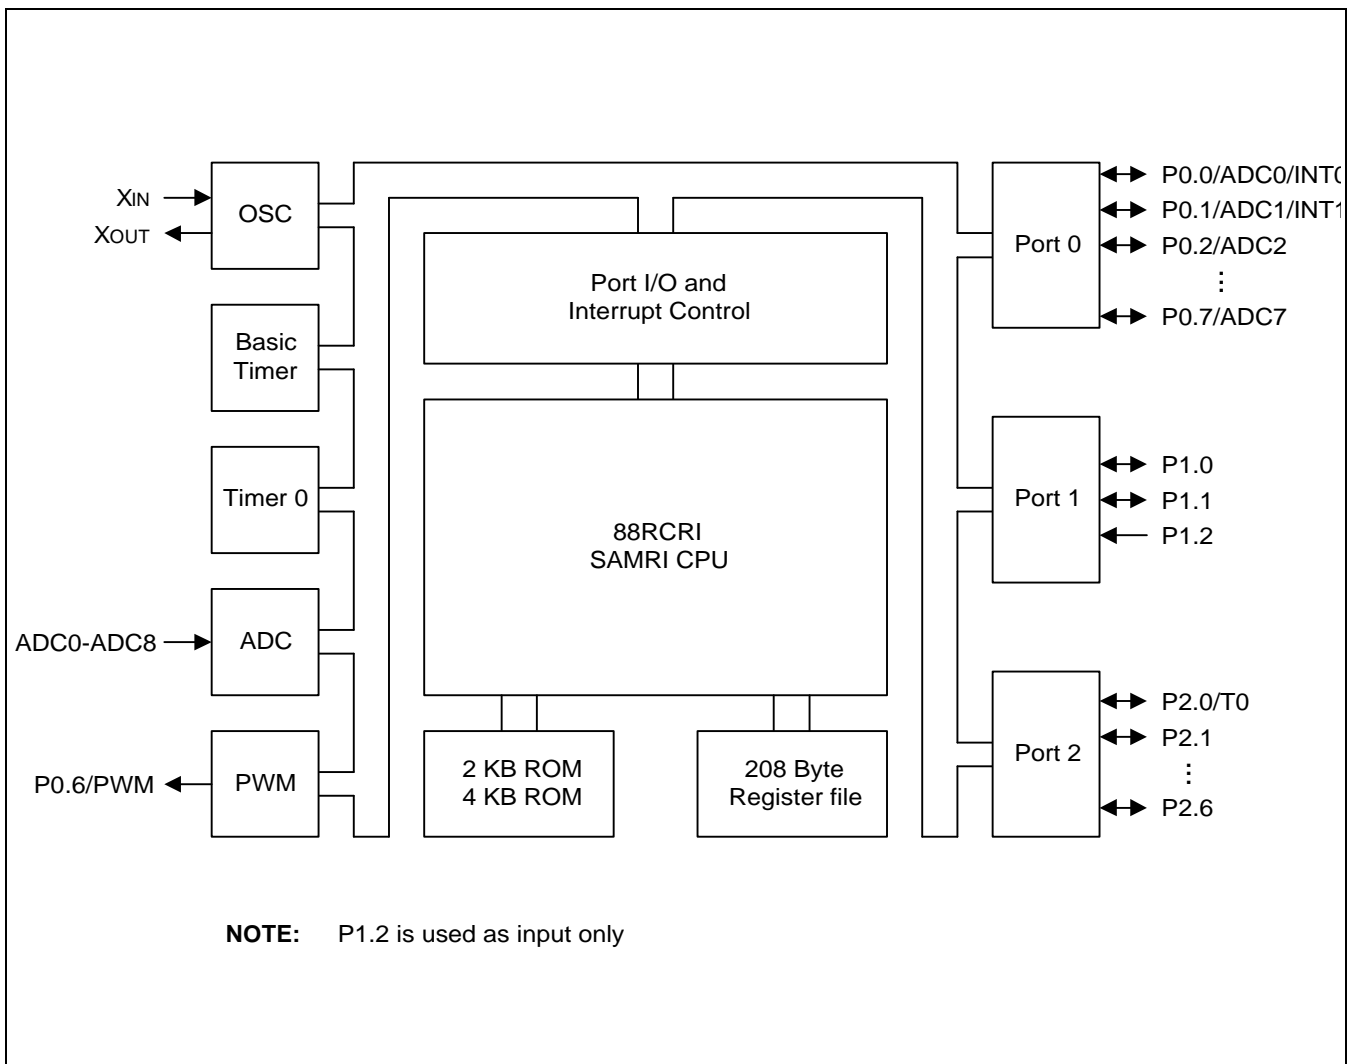 XIN
XOUT
OSC
Basic
Timer
Timer 0
ADC0-ADC8
ADC
P0.6/PWM
PWM
Port I/O and
Interrupt Control
88RCRI
SAMRI CPU
2 KB ROM
4 KB ROM
208 Byte
Register file
Port 0
P0.0/ADC0/INT0
P0.1/ADC1/INT1
P0.2/ADC2
⋮
P0.7/ADC7
Port 1
P1.0
P1.1
P1.2
Port 2
P2.0/T0
P2.1
⋮
P2.6
NOTE: P1.2 is used as input only